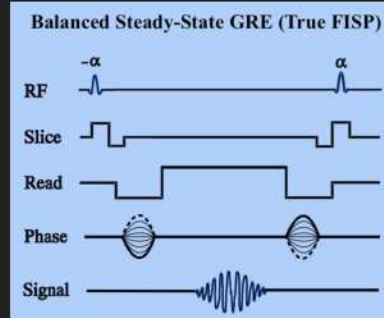 Balanced Steady-State GRE (True FISP)
-α
α
RF
Slice
Read
Phase
Signal